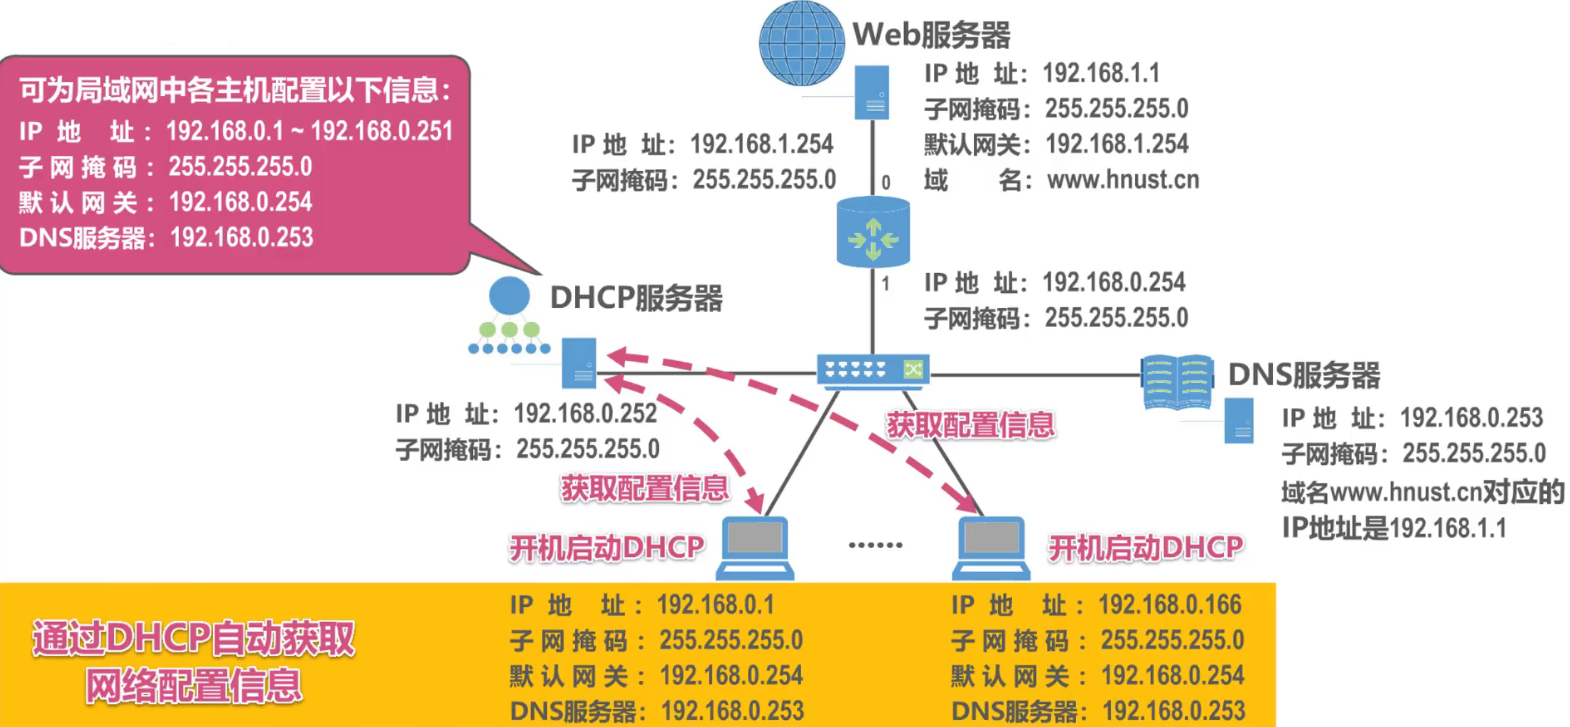 Web服务器
IP 地 址：192.168.1.1
子网掩码：255.255.255.0
默认网关：192.168.1.254
域 名：www.hnust.cn
可为局域网中各主机配置以下信息：
IP 地 址：192.168.0.1 ~ 192.168.0.251
子网掩码：255.255.255.0
默认网关：192.168.0.254
DNS服务器：192.168.0.253
IP 地 址：192.168.1.254
子网掩码：255.255.255.0
0
1
IP 地 址：192.168.0.254
子网掩码：255.255.255.0
DHCP服务器
IP 地 址：192.168.0.252
子网掩码：255.255.255.0
DNS服务器
IP 地 址：192.168.0.253
子网掩码：255.255.255.0
域名www.hnust.cn对应的
IP地址是192.168.1.1
获取配置信息
获取配置信息
开机启动DHCP
······
开机启动DHCP
通过DHCP自动获取
网络配置信息
IP 地 址：192.168.0.1
子网掩码：255.255.255.0
默认网关：192.168.0.254
DNS服务器：192.168.0.253
IP 地 址：192.168.0.166
子网掩码：255.255.255.0
默认网关：192.168.0.254
DNS服务器：192.168.0.253